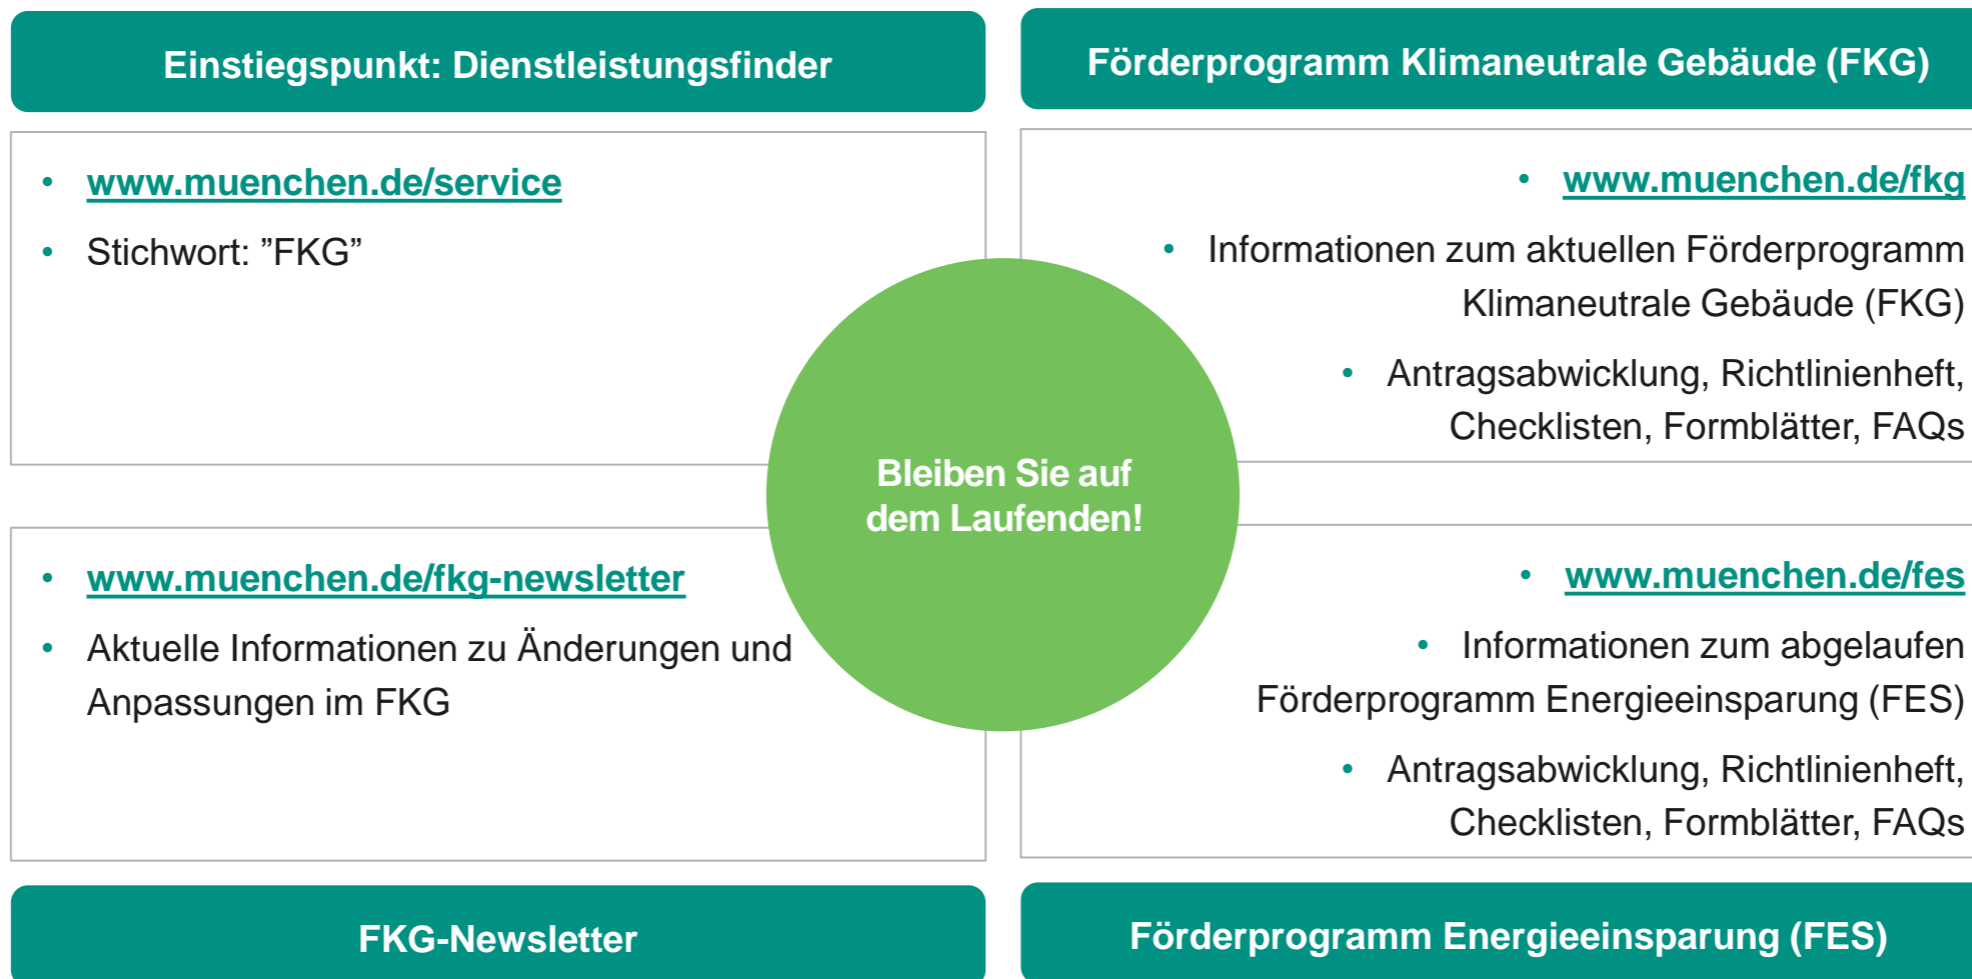 Einstiegspunkt: Dienstleistungsfinder
• www.muenchen.de/service
• Stichwort: ”FKG”
Förderprogramm Klimaneutrale Gebäude (FKG)
• www.muenchen.de/fkg
• Informationen zum aktuellen Förderprogramm
Klimaneutrale Gebäude (FKG)
• Antragsabwicklung, Richtlinienheft,
Checklisten, Formblätter, FAQs
Bleiben Sie auf
dem Laufenden!
• www.muenchen.de/fkg-newsletter
• Aktuelle Informationen zu Änderungen und
Anpassungen im FKG
FKG-Newsletter
• www.muenchen.de/fes
• Informationen zum abgelaufen
Förderprogramm Energieeinsparung (FES)
• Antragsabwicklung, Richtlinienheft,
Checklisten, Formblätter, FAQs
Förderprogramm Energieeinsparung (FES)